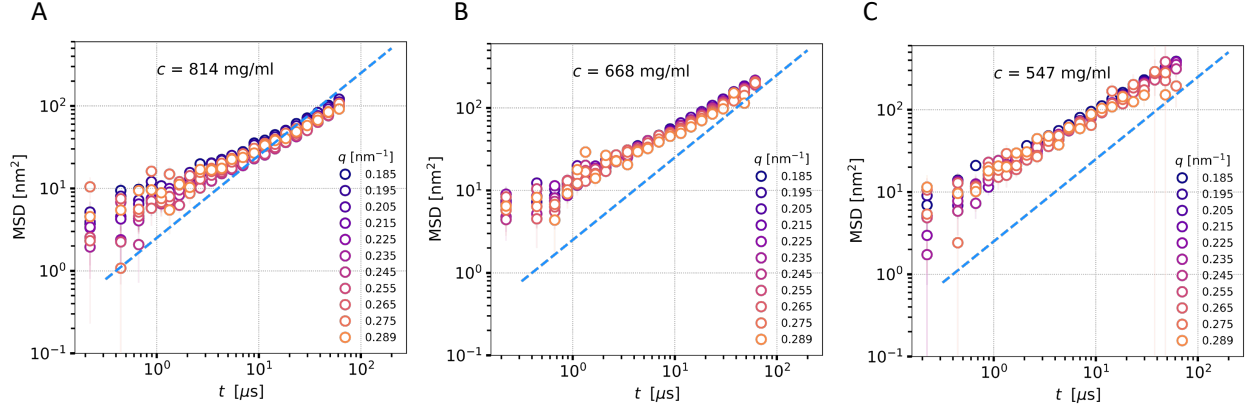 A
MSD [nm²]
10²
10¹
10⁰
10⁻¹
c = 814 mg/ml
q [nm⁻¹]
0.185
0.195
0.205
0.215
0.225
0.235
0.245
0.255
0.265
0.275
0.289
10⁰ 10¹ 10²
t [μs]
B
MSD [nm²]
10²
10¹
10⁰
10⁻¹
c = 668 mg/ml
q [nm⁻¹]
0.185
0.195
0.205
0.215
0.225
0.235
0.245
0.255
0.265
0.275
0.289
10⁰ 10¹ 10²
t [μs]
C
MSD [nm²]
10²
10¹
10⁰
10⁻¹
c = 547 mg/ml
q [nm⁻¹]
0.185
0.195
0.205
0.215
0.225
0.235
0.245
0.255
0.265
0.275
0.289
10⁰ 10¹ 10²
t [μs]